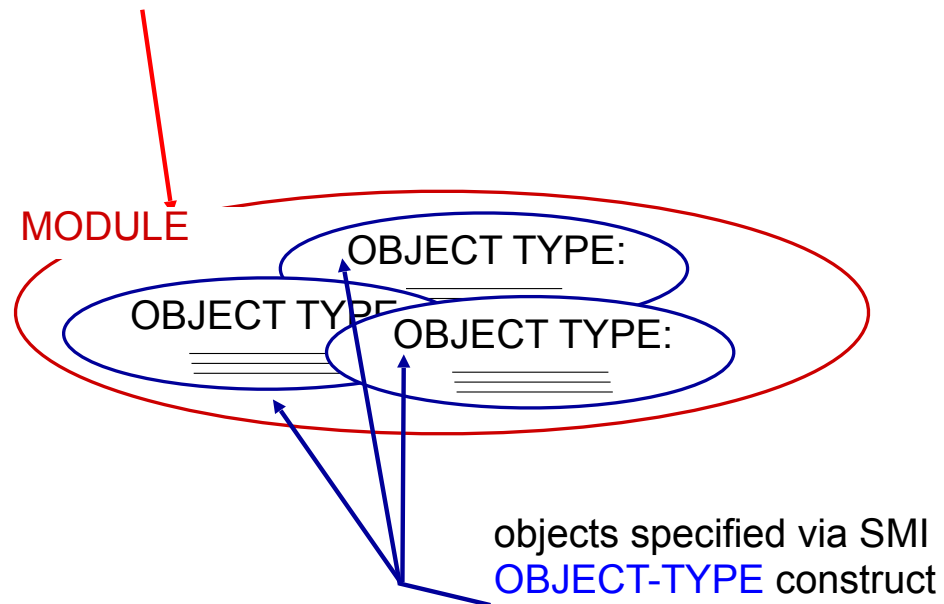 MODULE
OBJECT TYPE:
OBJECT TYPE
OBJECT TYPE:
objects specified via SMI
OBJECT-TYPE construct